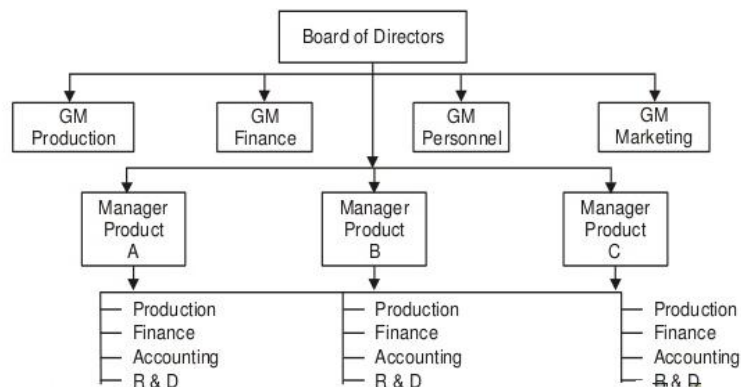 Board of Directors
GM
Production
GM
Finance
GM
Personnel
GM
Marketing
Manager
Product
A
Manager
Product
B
Manager
Product
C
Production
Finance
Accounting
R & D
Production
Finance
Accounting
R & D
Production
Finance
Accounting
R & D